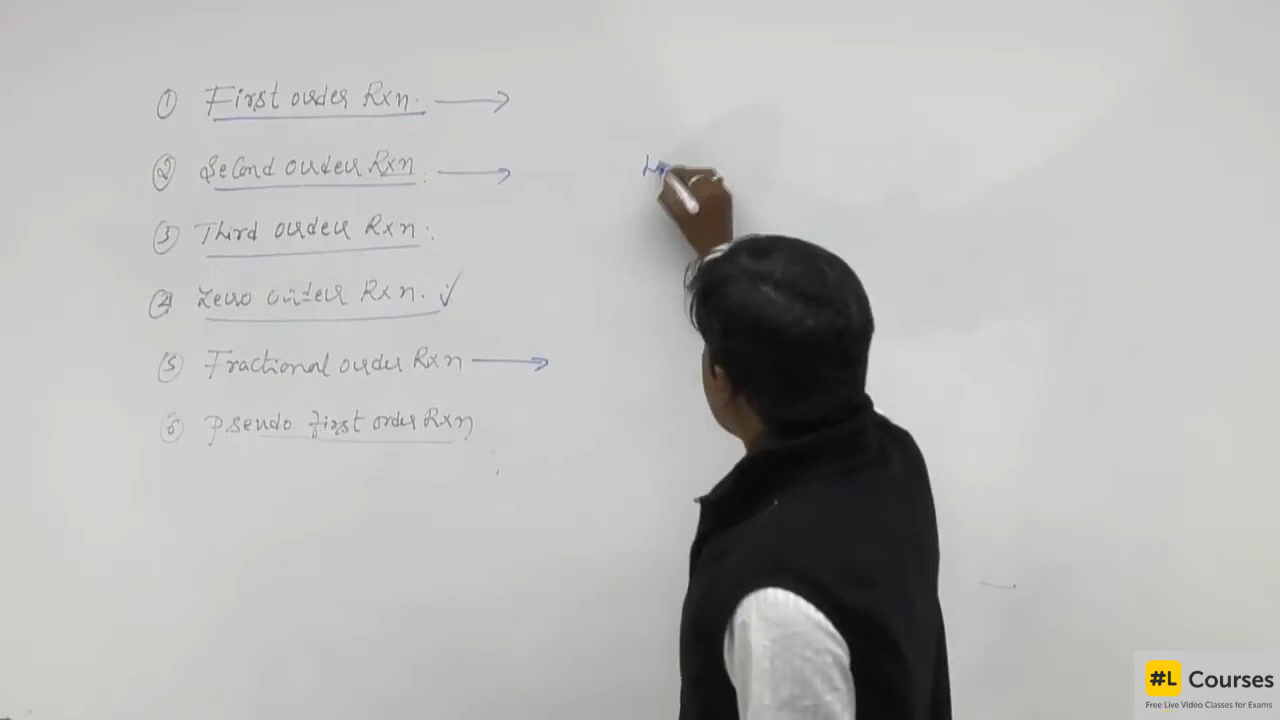 ① First order Rxn. →
② Second order Rxn. →
③ Third order Rxn.
④ Zero order Rxn. ✓
⑤ Fractional order Rxn →
⑥ Pseudo first order Rxn
#L Courses
Free Live Video Classes for Exams